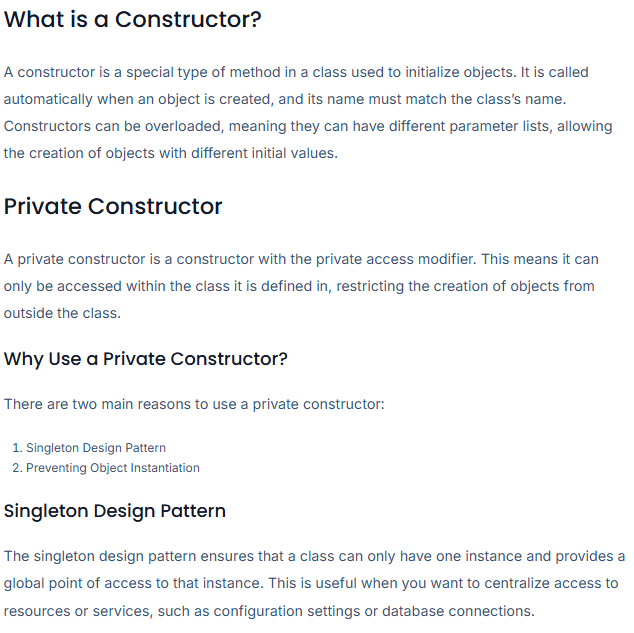 What is a Constructor?
A constructor is a special type of method in a class used to initialize objects. It is called
automatically when an object is created, and its name must match the class’s name.
Constructors can be overloaded, meaning they can have different parameter lists, allowing
the creation of objects with different initial values.
Private Constructor
A private constructor is a constructor with the private access modifier. This means it can
only be accessed within the class it is defined in, restricting the creation of objects from
outside the class.
Why Use a Private Constructor?
There are two main reasons to use a private constructor:
1. Singleton Design Pattern
2. Preventing Object Instantiation
Singleton Design Pattern
The singleton design pattern ensures that a class can only have one instance and provides a
global point of access to that instance. This is useful when you want to centralize access to
resources or services, such as configuration settings or database connections.